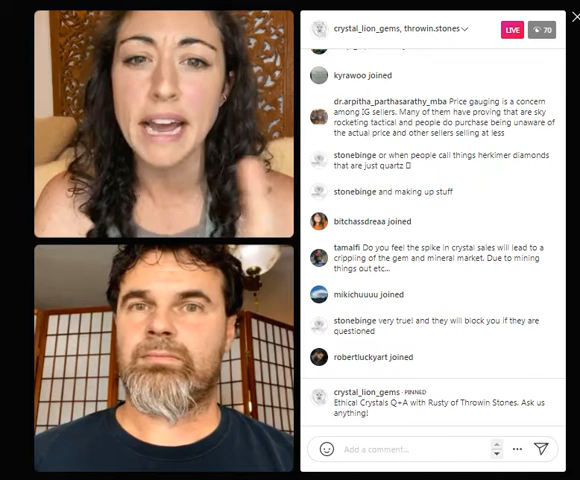 crystal_lion_gems, throwin.stones
LIVE
70
kyrawoo joined
dr.arpitha_parthasarathy_mba Price gauging is a concern
among IG sellers. Many of them have proving that are sky
rocketing tactical and people do purchase being unaware of
the actual price and other sellers selling at less
stonebinge or when people call things herkimer diamonds
that are just quartz
stonebinge and making up stuff
bitchassdreaa joined
tamalfi Do you feel the spike in crystal sales will lead to a
crippling of the gem and mineral market. Due to mining
things out etc...
mikichuuuu joined
stonebinge very true! and they will block you if they are
questioned
robertluckyart joined
crystal_lion_gems · PINNED
Ethical Crystals Q+A with Rusty of Throwin Stones. Ask us
anything!
Add a comment...